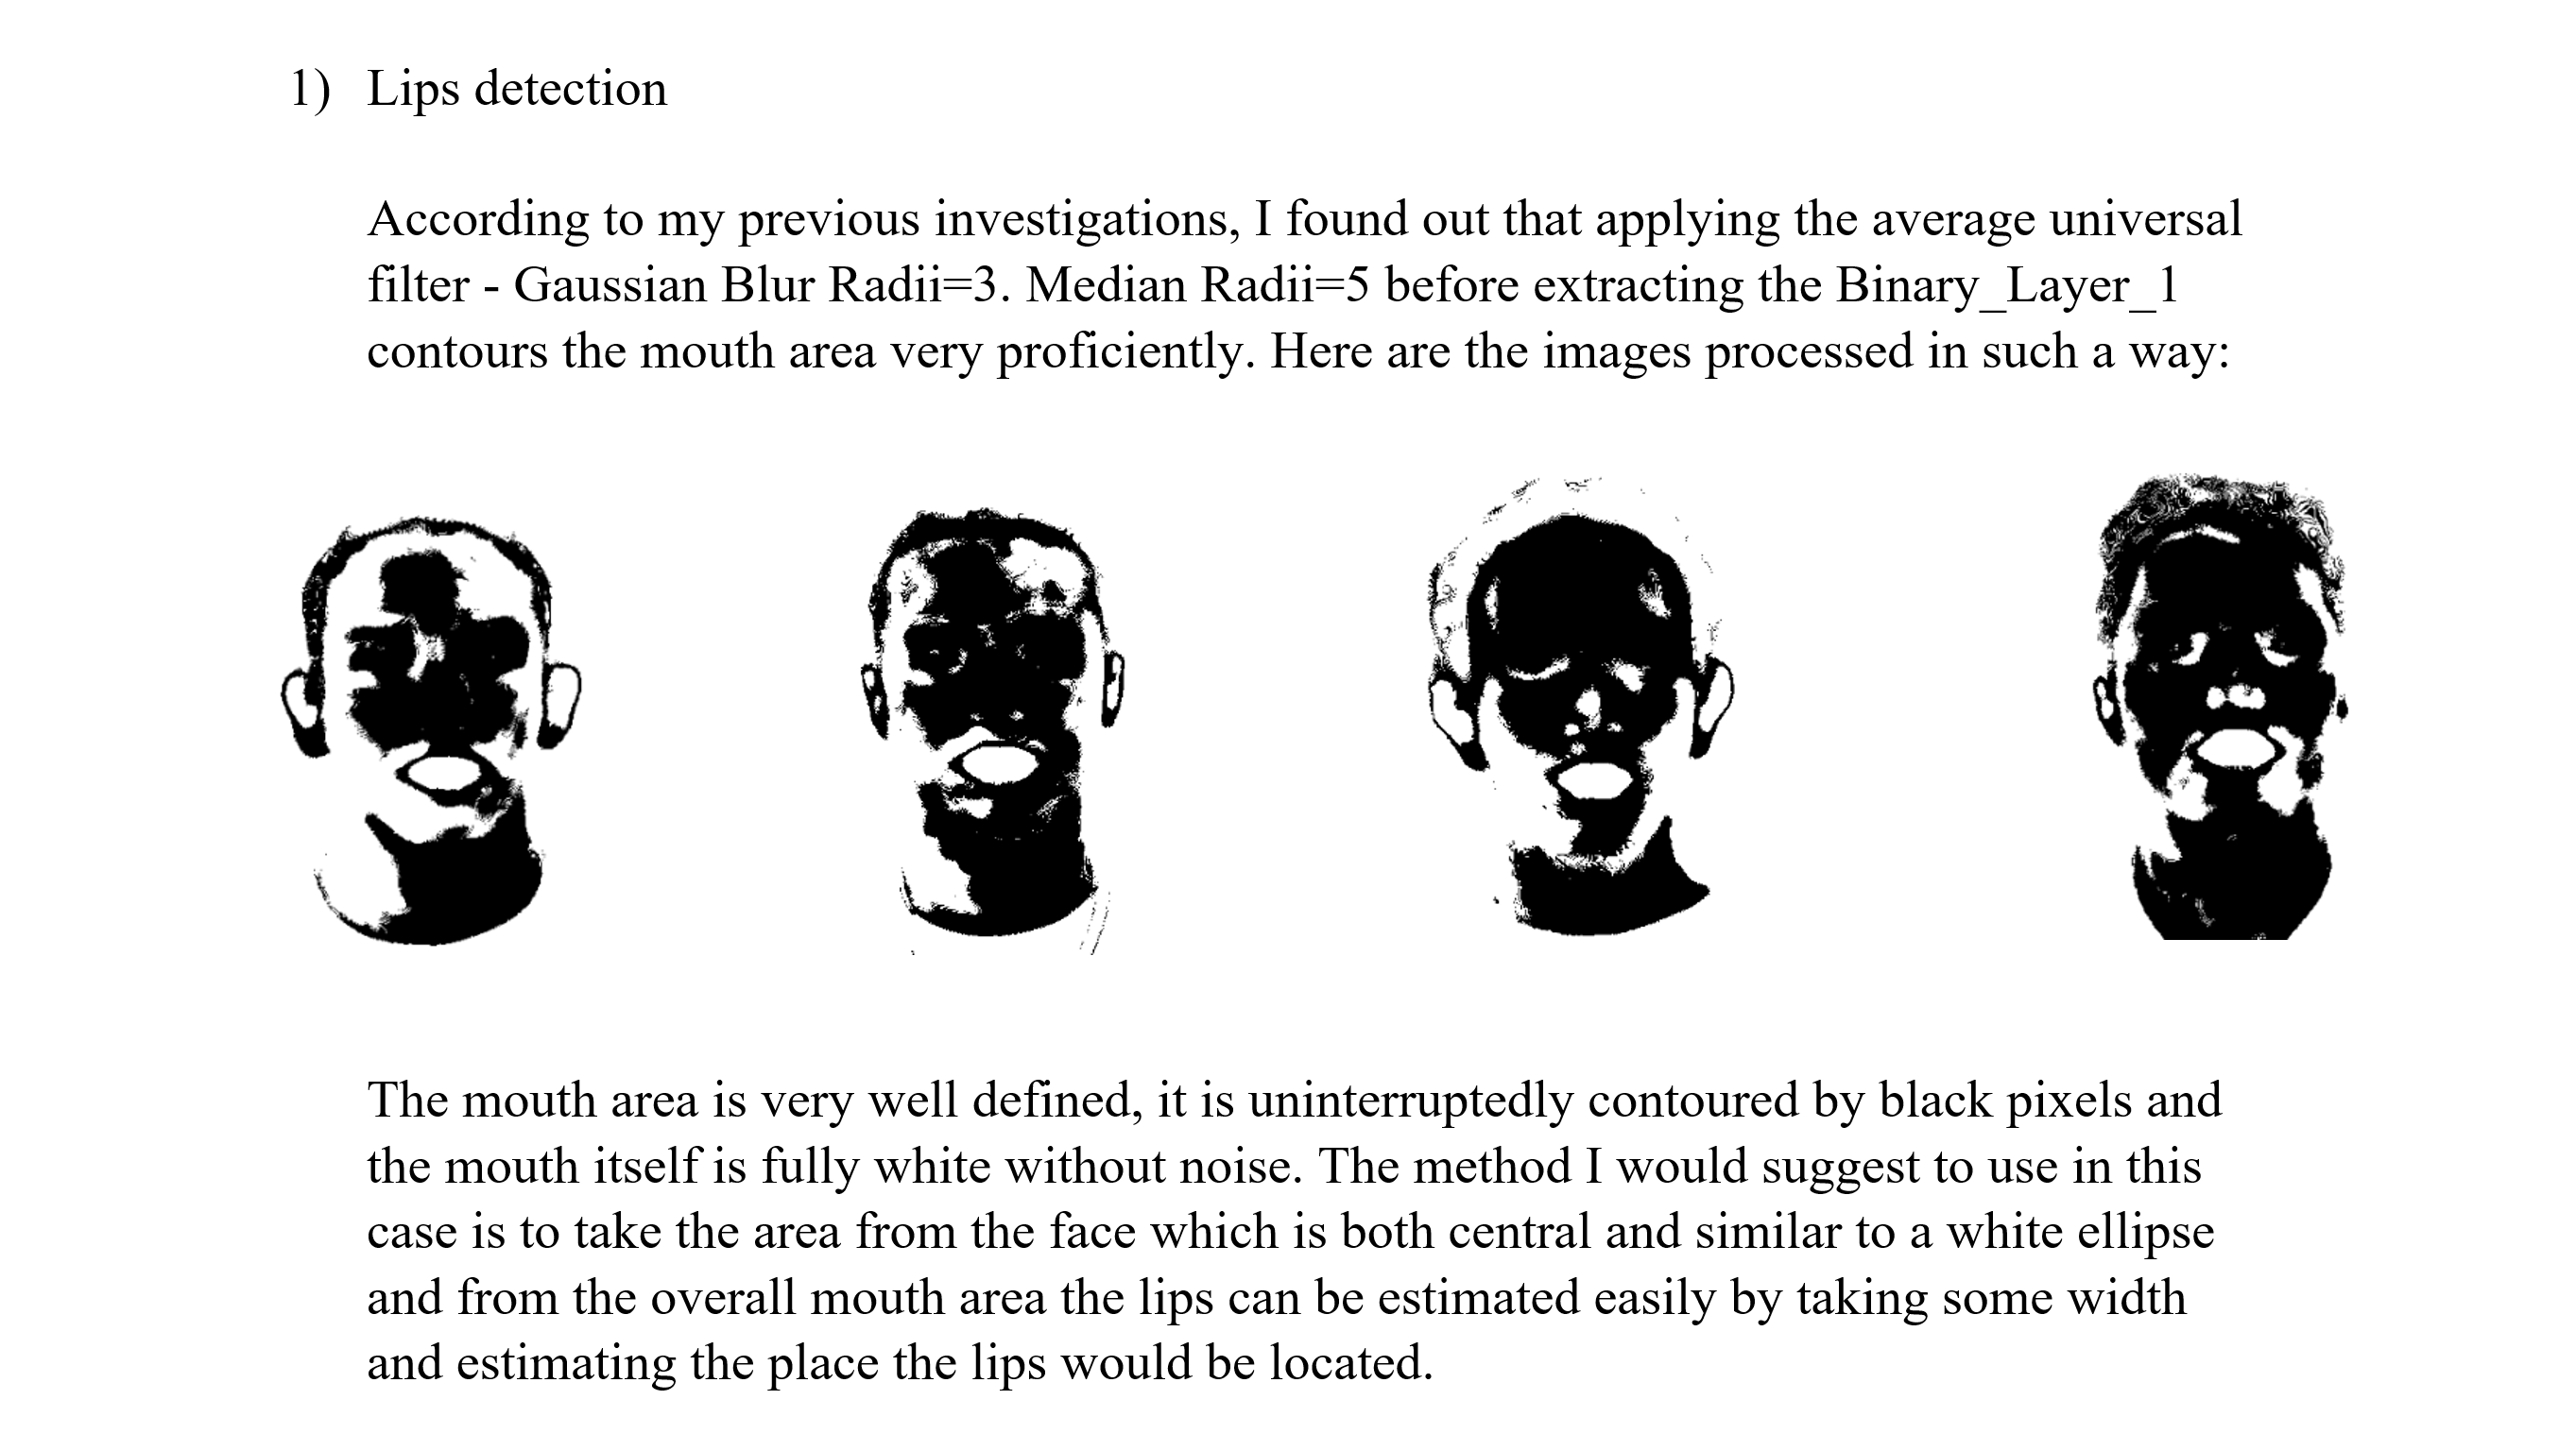 1) Lips detection
According to my previous investigations, I found out that applying the average universal
filter - Gaussian Blur Radii=3. Median Radii=5 before extracting the Binary_Layer_1
contours the mouth area very proficiently. Here are the images processed in such a way:
The mouth area is very well defined, it is uninterruptedly contoured by black pixels and
the mouth itself is fully white without noise. The method I would suggest to use in this
case is to take the area from the face which is both central and similar to a white ellipse
and from the overall mouth area the lips can be estimated easily by taking some width
and estimating the place the lips would be located.